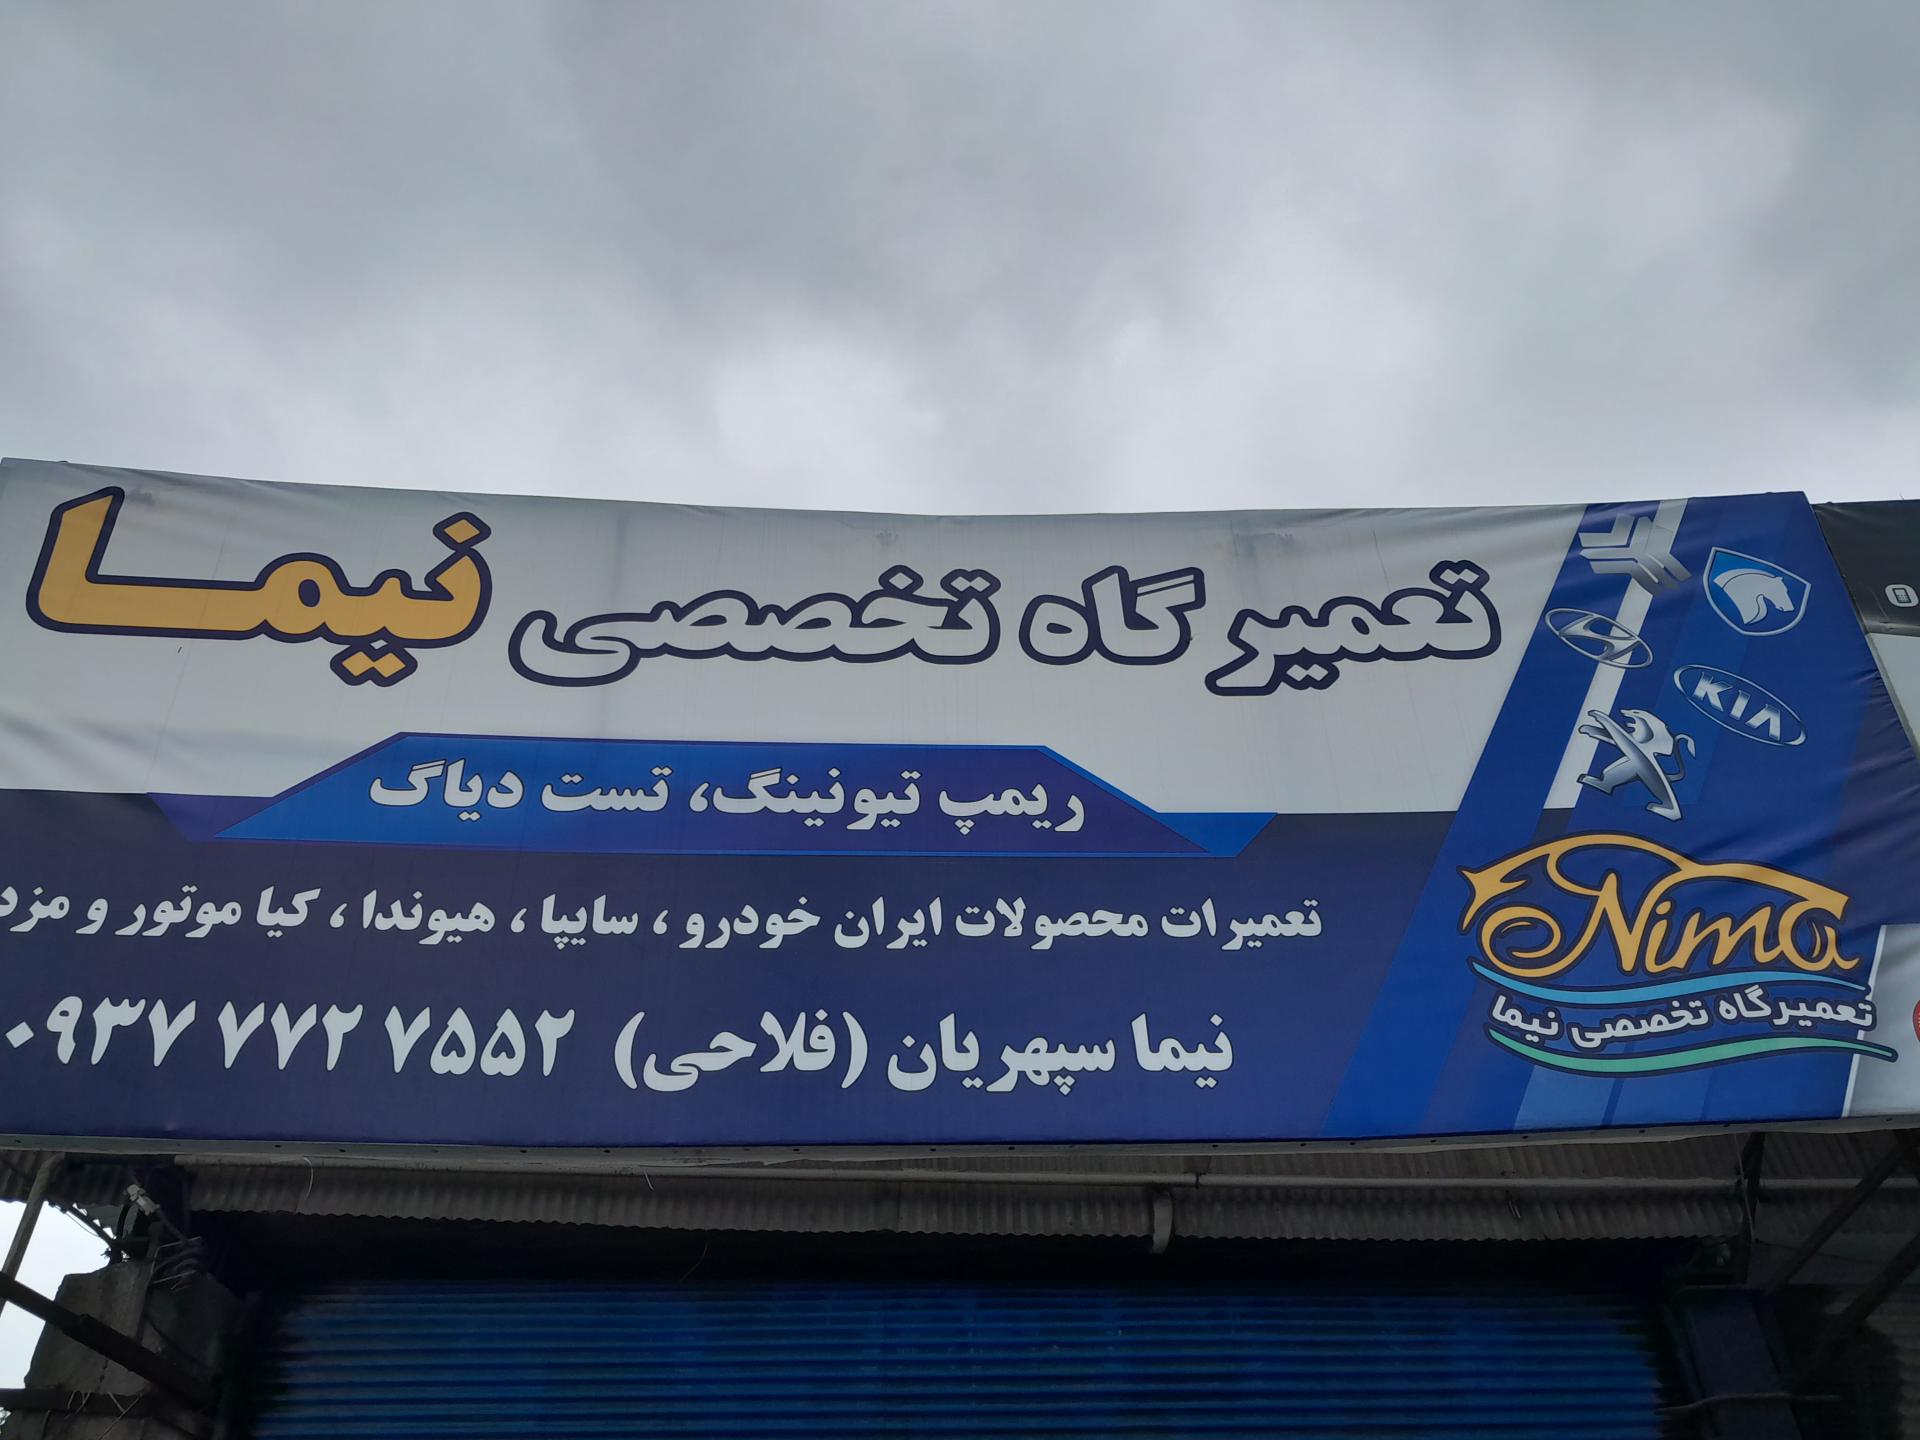 تعمیرگاه تخصصی نیما
ریمپ تیونینگ، تست دیاگ
تعمیرات محصولات ایران خودرو ، سایپا ، هیوندا ، کیا موتور و مزد
نیما سپهریان (فلاحی) ۰۹۳۷ ۷۷۲ ۷۵۵۲
KIA
Nima
تعمیرگاه تخصصی نیما